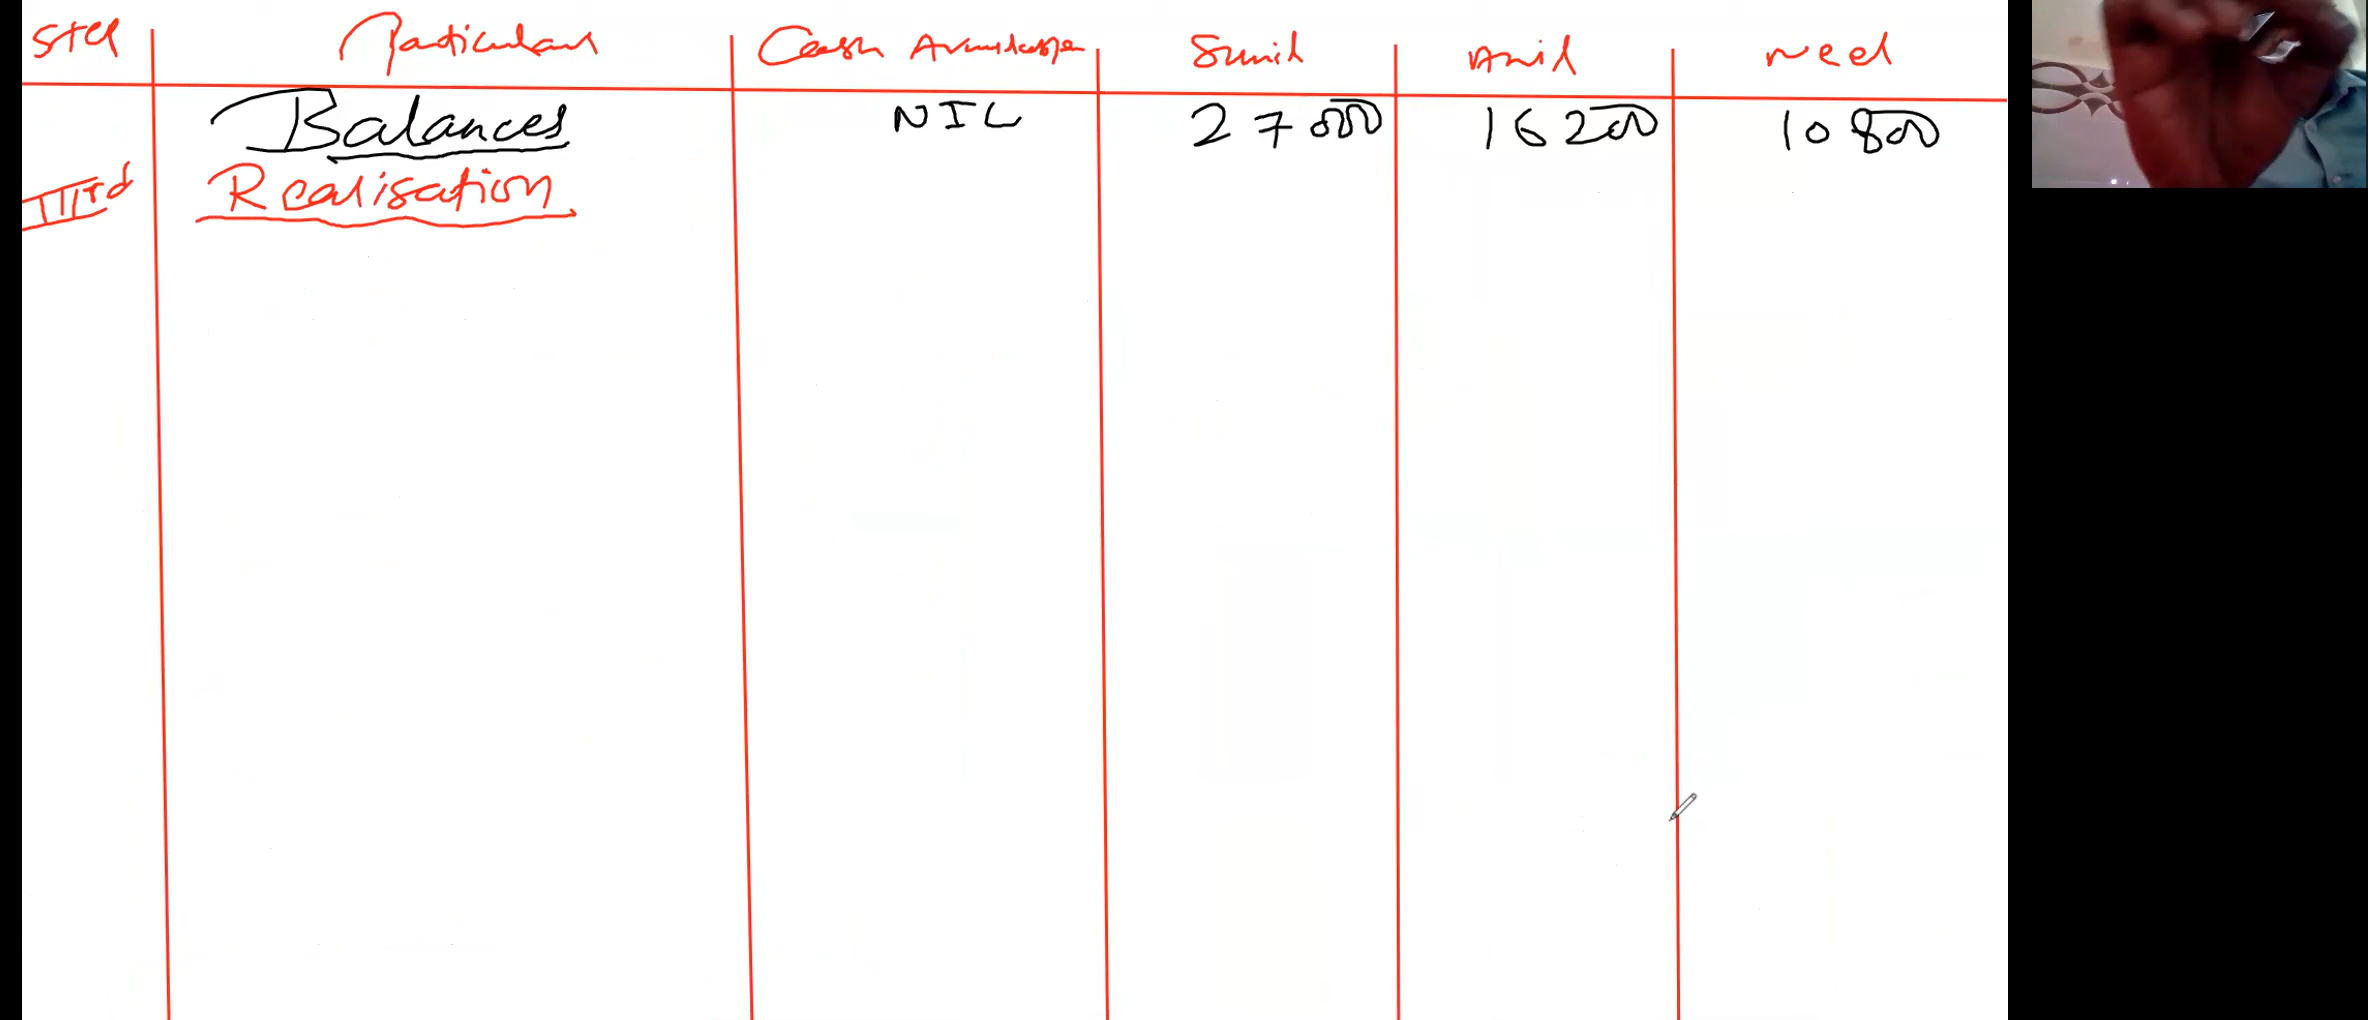 Step Particulars Cash Available Sunil Anil Neel
Balances NIL 27000 16200 10800
IIIrd Realisation